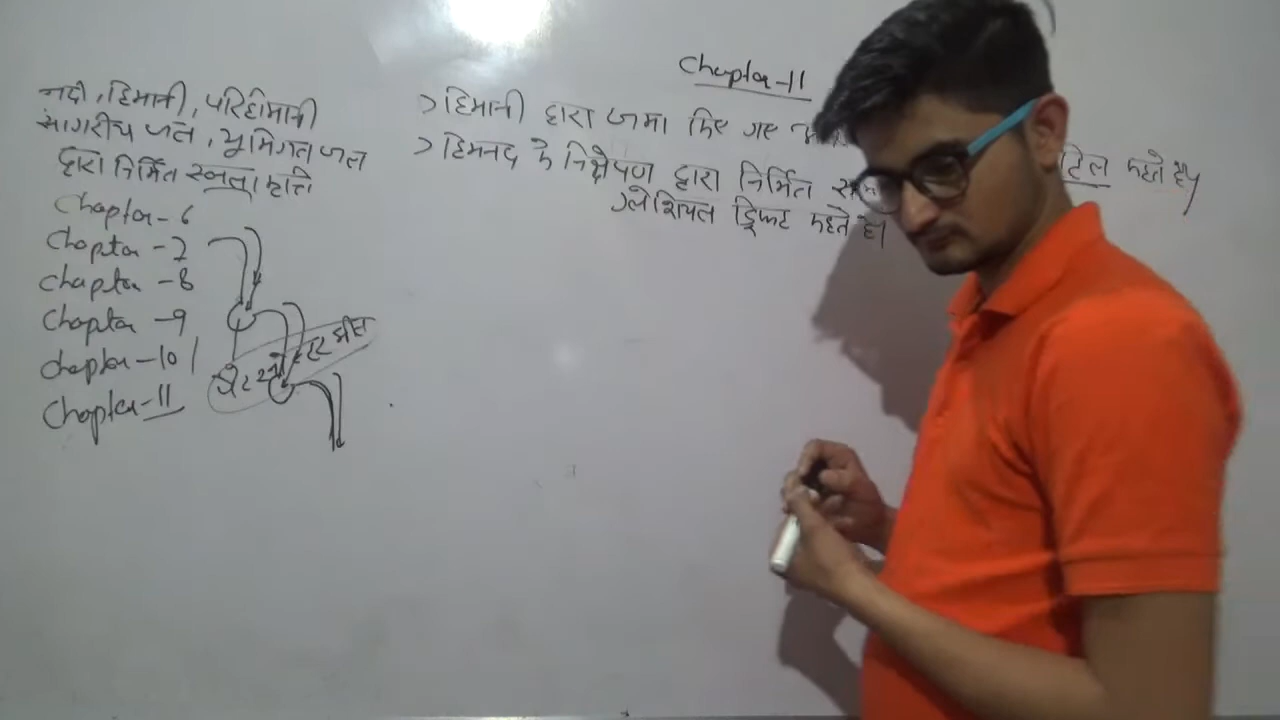 नदी, हिमानी, परिहिमानी
सागरीय जल, भूमिगत जल
द्वारा निर्मित स्थलाकृति
Chapter-6
Chapter-7
Chapter-8
Chapter-9
Chapter-10
Chapter-11
Chapter-11
> हिमानी द्वारा जमा किए गए
टिल कहते है।
> हिमनद के निक्षेपण द्वारा निर्मित
ग्लेशियल ड्रिफ्ट कहते है।